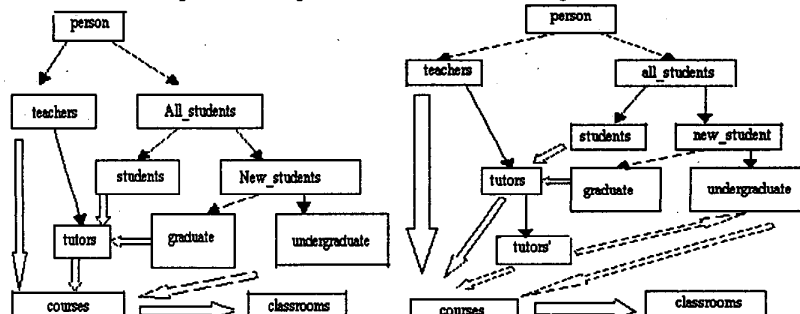 person
teachers
All_students
students
New_students
tutors
graduate
undergraduate
courses
classrooms
person
teachers
all_students
students
new_student
tutors
graduate
undergraduate
tutors'
courses
classrooms